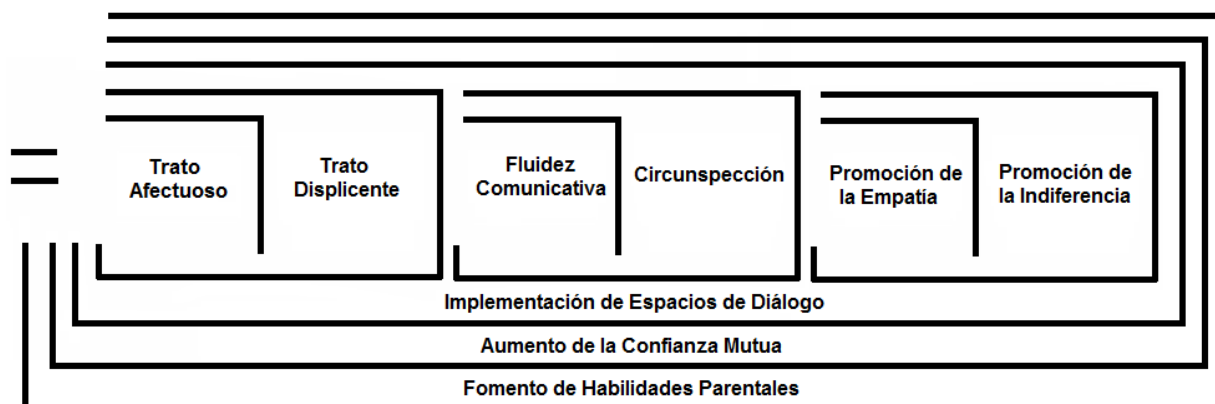 Trato
Afectuoso
Trato
Displicente
Fluidez
Comunicativa
Circunspección
Promoción de
la Empatía
Promoción de
la Indiferencia
Implementación de Espacios de Diálogo
Aumento de la Confianza Mutua
Fomento de Habilidades Parentales